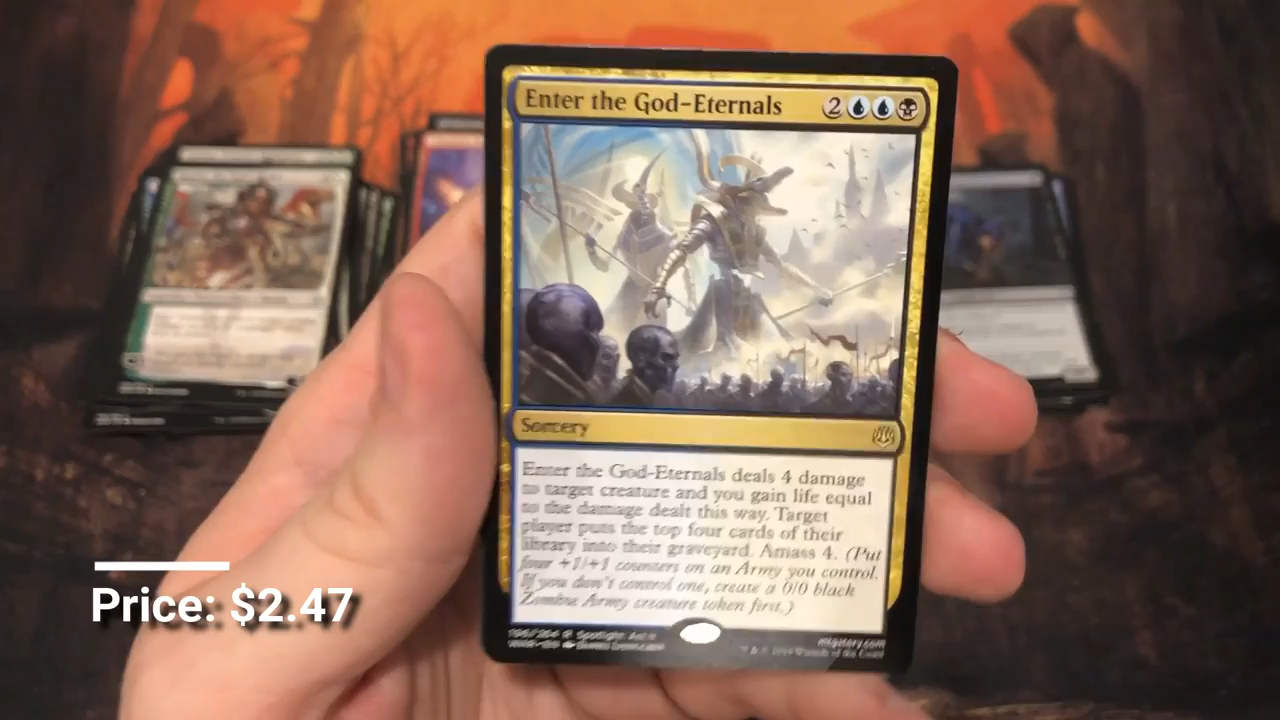 Enter the God-Eternals 2
Sorcery
Enter the God-Eternals deals 4 damage
to target creature and you gain life equal
to the damage dealt this way. Target
player puts the top four cards of their
library into their graveyard. Amass 4. (Put
four +1/+1 counters on an Army you control.
If you don't control one, create a 0/0 black
Zombie Army creature token first.)
Price: $2.47